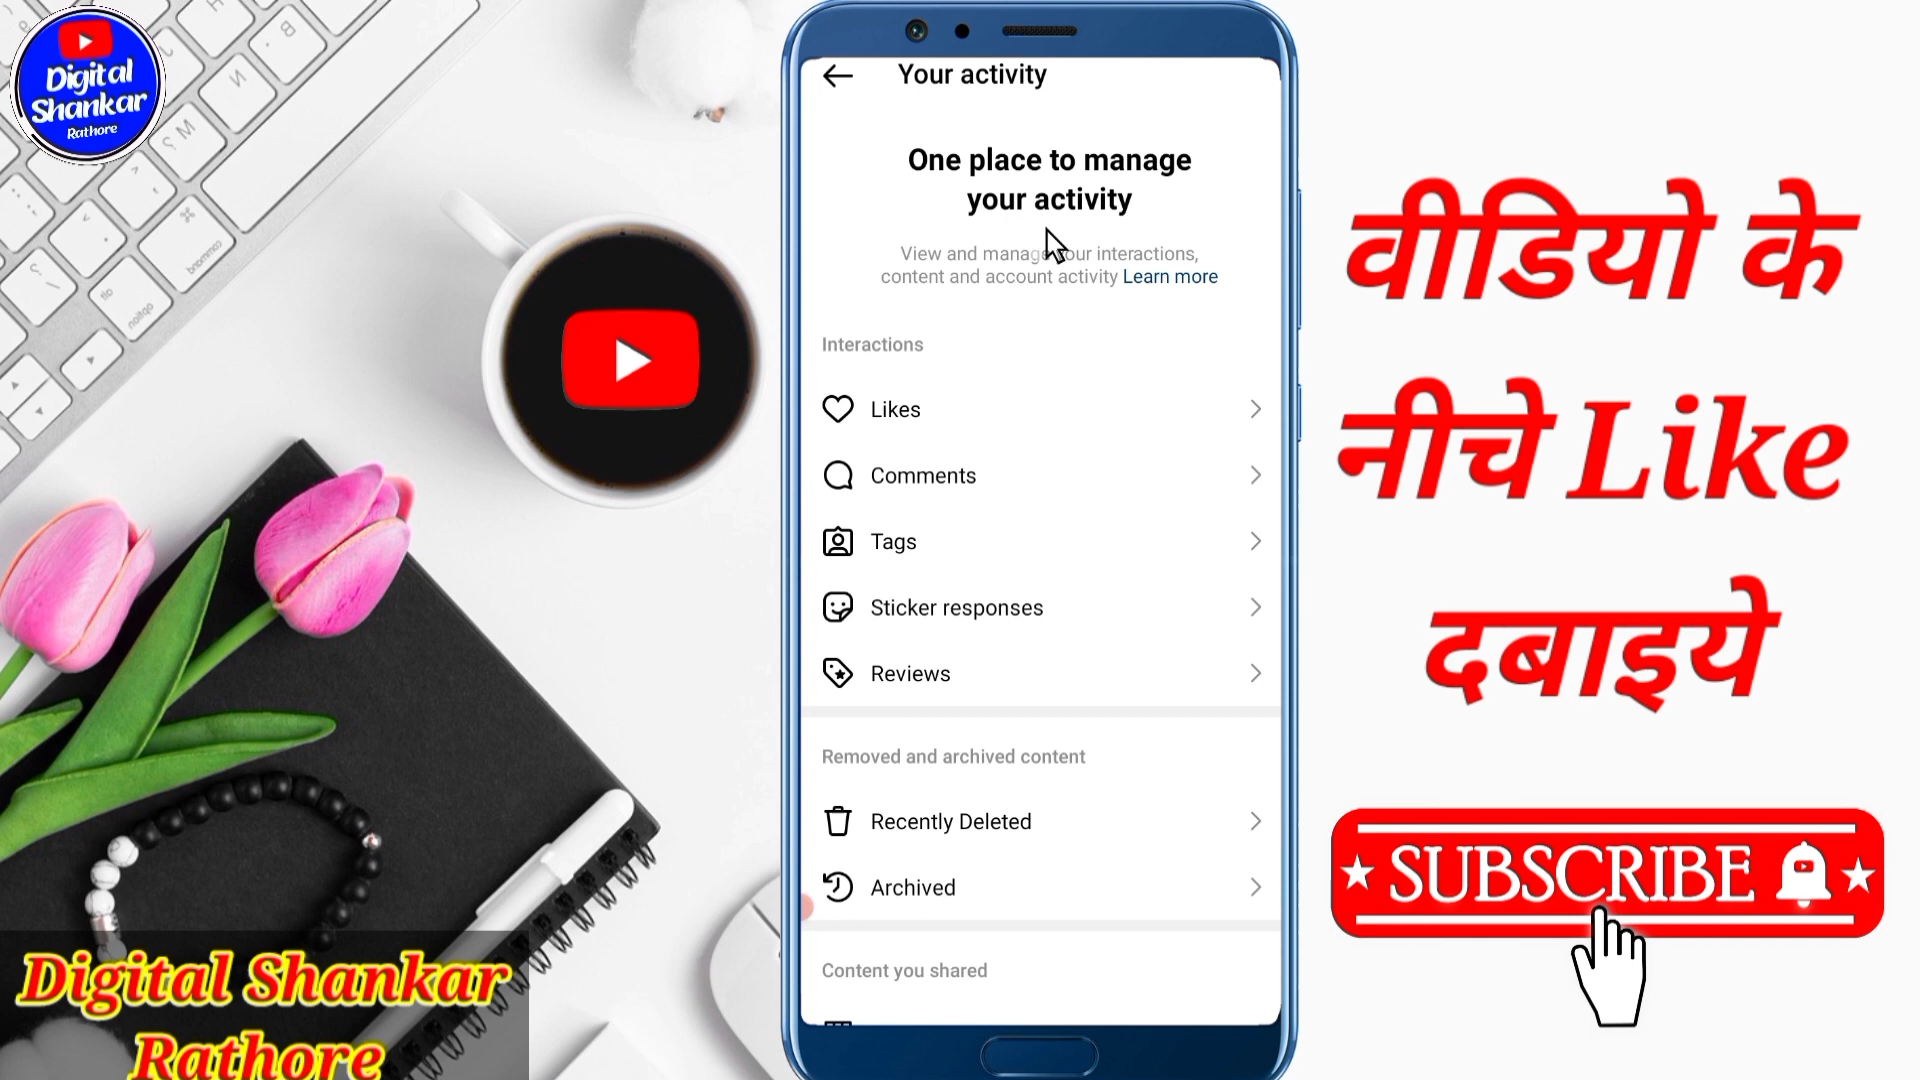 Digital
Shankar
Rathore
Your activity
One place to manage
your activity
View and manage your interactions,
content and account activity Learn more
Interactions
Likes
Comments
Tags
Sticker responses
Reviews
Removed and archived content
Recently Deleted
Archived
Content you shared
वीडियो के
नीचे Like
दबाइये
SUBSCRIBE
Digital Shankar
Rathore